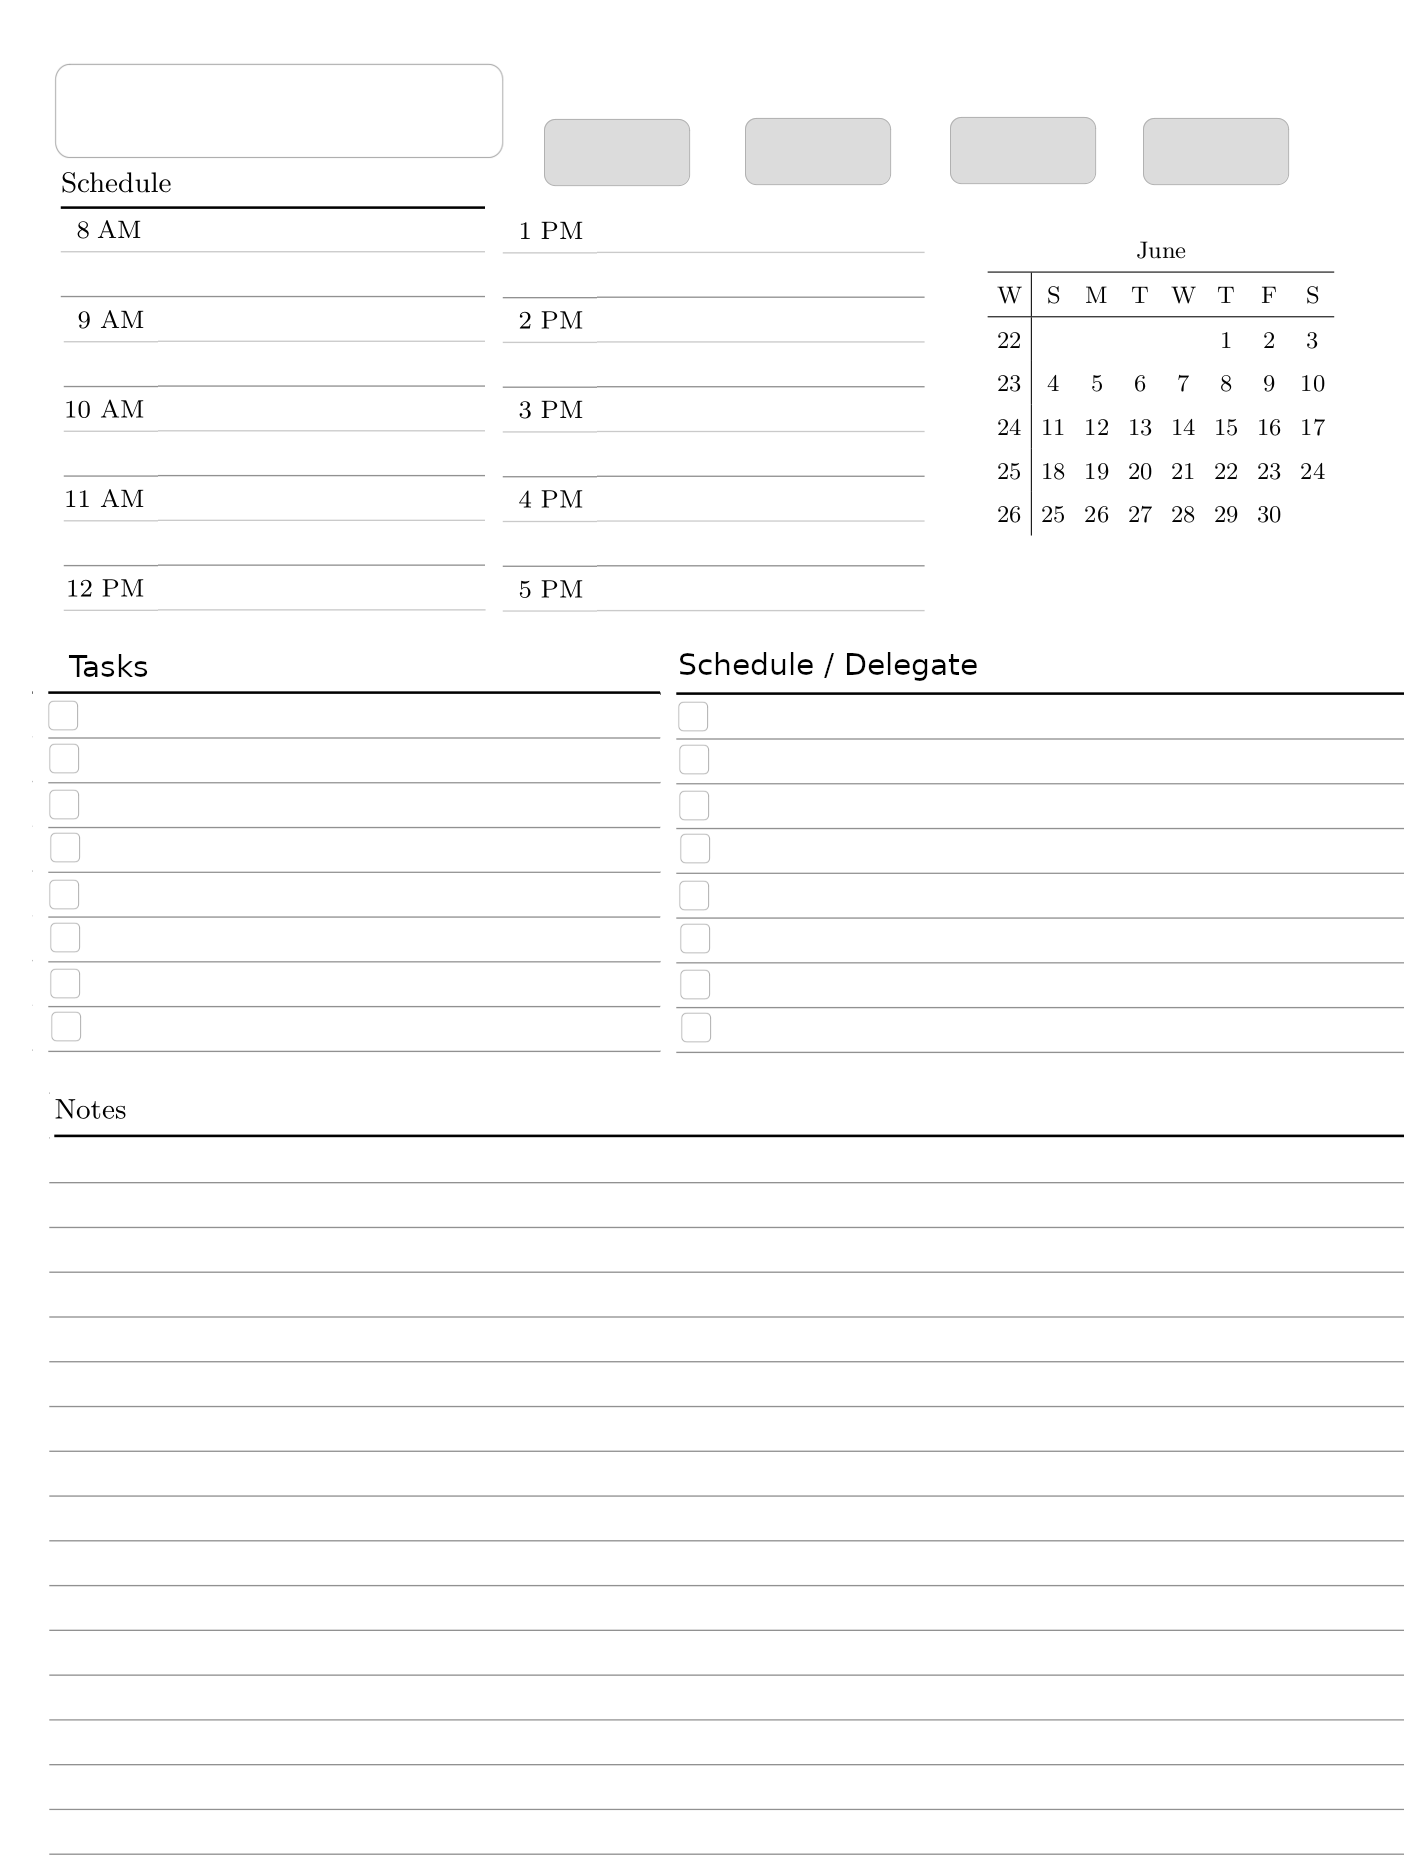 Schedule
8 AM
9 AM
10 AM
11 AM
12 PM
1 PM
2 PM
3 PM
4 PM
5 PM
June
W S M T W T F S
22 1 2 3
23 4 5 6 7 8 9 10
24 11 12 13 14 15 16 17
25 18 19 20 21 22 23 24
26 25 26 27 28 29 30
Tasks
Schedule / Delegate
Notes